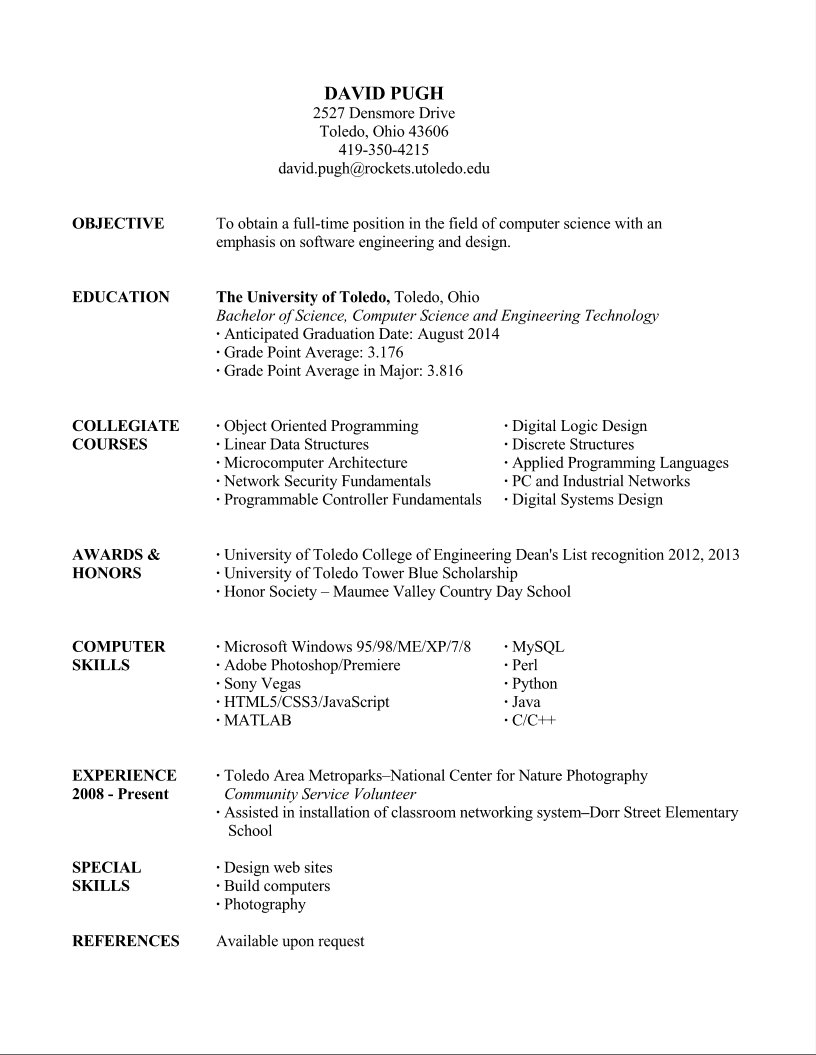 DAVID PUGH
2527 Densmore Drive
Toledo, Ohio 43606
419-350-4215
david.pugh@rockets.utoledo.edu
OBJECTIVE To obtain a full-time position in the field of computer science with an
emphasis on software engineering and design.
EDUCATION The University of Toledo, Toledo, Ohio
Bachelor of Science, Computer Science and Engineering Technology
· Anticipated Graduation Date: August 2014
· Grade Point Average: 3.176
· Grade Point Average in Major: 3.816
COLLEGIATE · Object Oriented Programming · Digital Logic Design
COURSES · Linear Data Structures · Discrete Structures
· Microcomputer Architecture · Applied Programming Languages
· Network Security Fundamentals · PC and Industrial Networks
· Programmable Controller Fundamentals · Digital Systems Design
AWARDS & · University of Toledo College of Engineering Dean's List recognition 2012, 2013
HONORS · University of Toledo Tower Blue Scholarship
· Honor Society – Maumee Valley Country Day School
COMPUTER · Microsoft Windows 95/98/ME/XP/7/8 · MySQL
SKILLS · Adobe Photoshop/Premiere · Perl
· Sony Vegas · Python
· HTML5/CSS3/JavaScript · Java
· MATLAB · C/C++
EXPERIENCE · Toledo Area Metroparks–National Center for Nature Photography
2008 - Present Community Service Volunteer
· Assisted in installation of classroom networking system–Dorr Street Elementary
School
SPECIAL · Design web sites
SKILLS · Build computers
· Photography
REFERENCES Available upon request